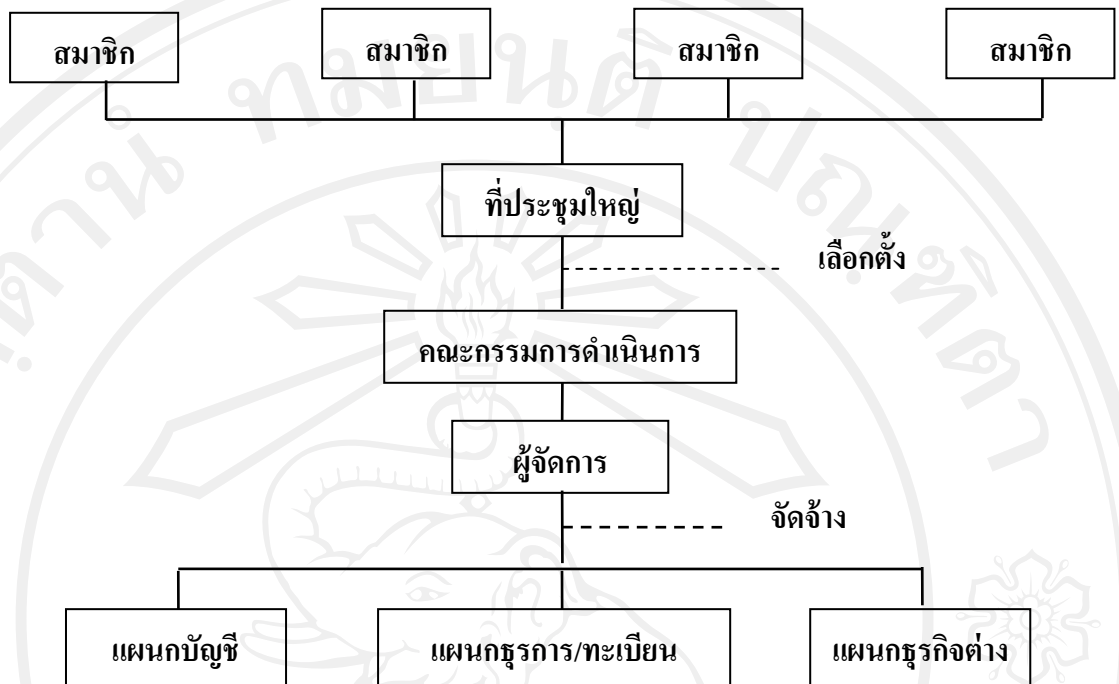 สมาชิก สมาชิก สมาชิก สมาชิก
ที่ประชุมใหญ่
เลือกตั้ง
คณะกรรมการดำเนินการ
ผู้จัดการ
จัดจ้าง
แผนกบัญชี แผนกธุรการ/ทะเบียน แผนกธุรกิจต่าง